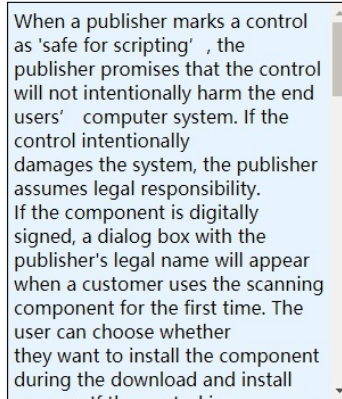 When a publisher marks a control
as 'safe for scripting’ , the
publisher promises that the control
will not intentionally harm the end
users’ computer system. If the
control intentionally
damages the system, the publisher
assumes legal responsibility.
If the component is digitally
signed, a dialog box with the
publisher's legal name will appear
when a customer uses the scanning
component for the first time. The
user can choose whether
they want to install the component
during the download and install